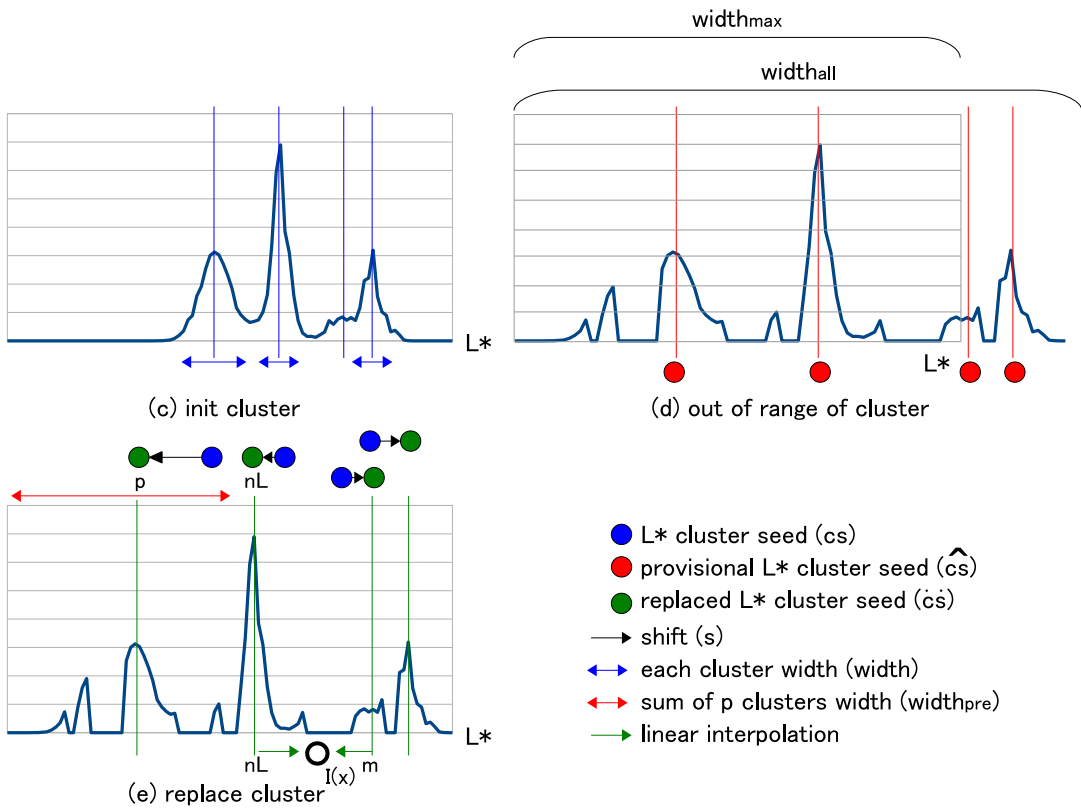 widthmax
widthall
L*
L*
(c) init cluster
(d) out of range of cluster
p
nL
L*
nL
I(x)
m
(e) replace cluster
L* cluster seed (cs)
provisional L* cluster seed (ĉs)
replaced L* cluster seed (ċṡ)
shift (s)
each cluster width (width)
sum of p clusters width (widthpre)
linear interpolation